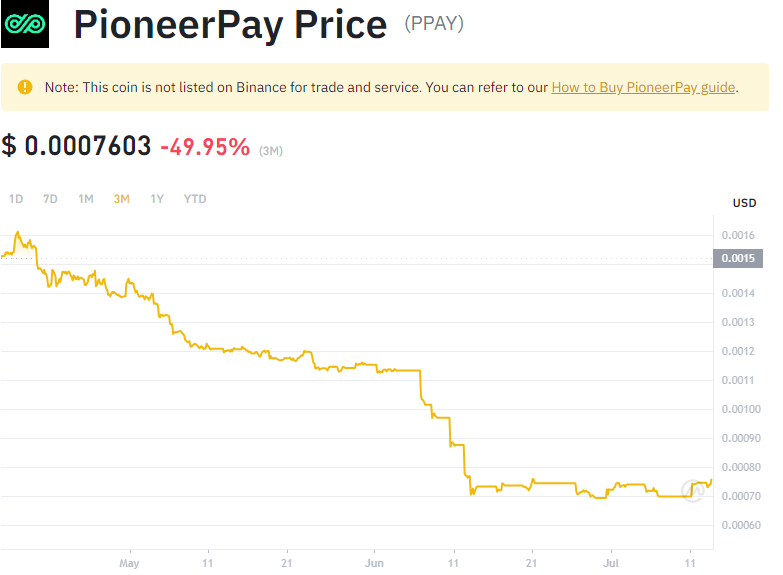 PioneerPay Price (PPAY)
Note: This coin is not listed on Binance for trade and service. You can refer to our How to Buy PioneerPay guide.
$ 0.0007603 -49.95% (3M)
1D 7D 1M 3M 1Y YTD
USD
0.0016
0.0015
0.0014
0.0013
0.0012
0.0011
0.00100
0.00090
0.00080
0.00070
0.00060
May 11 21 Jun 11 21 Jul 11